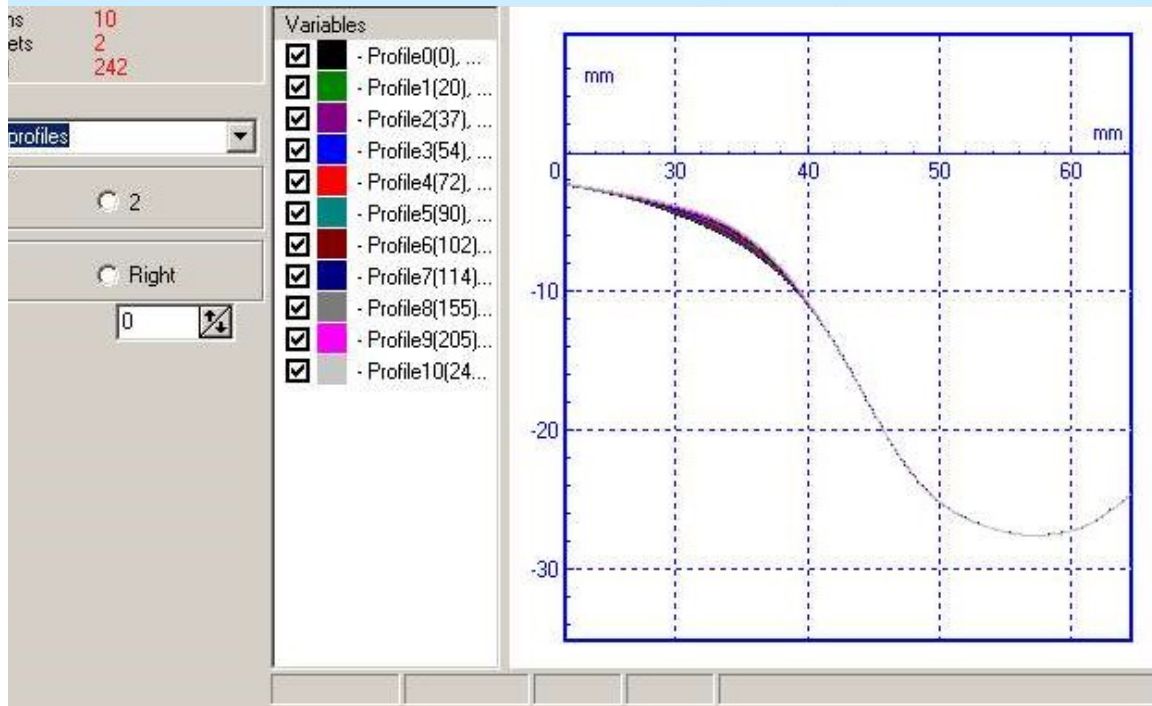 ns 10
ets 2
242
profiles
2
Right
0
Variables
- Profile0(0), ...
- Profile1(20), ...
- Profile2(37), ...
- Profile3(54), ...
- Profile4(72), ...
- Profile5(90), ...
- Profile6(102)...
- Profile7(114)...
- Profile8(155)...
- Profile9(205)...
- Profile10(24...
mm
mm
0 30 40 50 60
-10
-20
-30